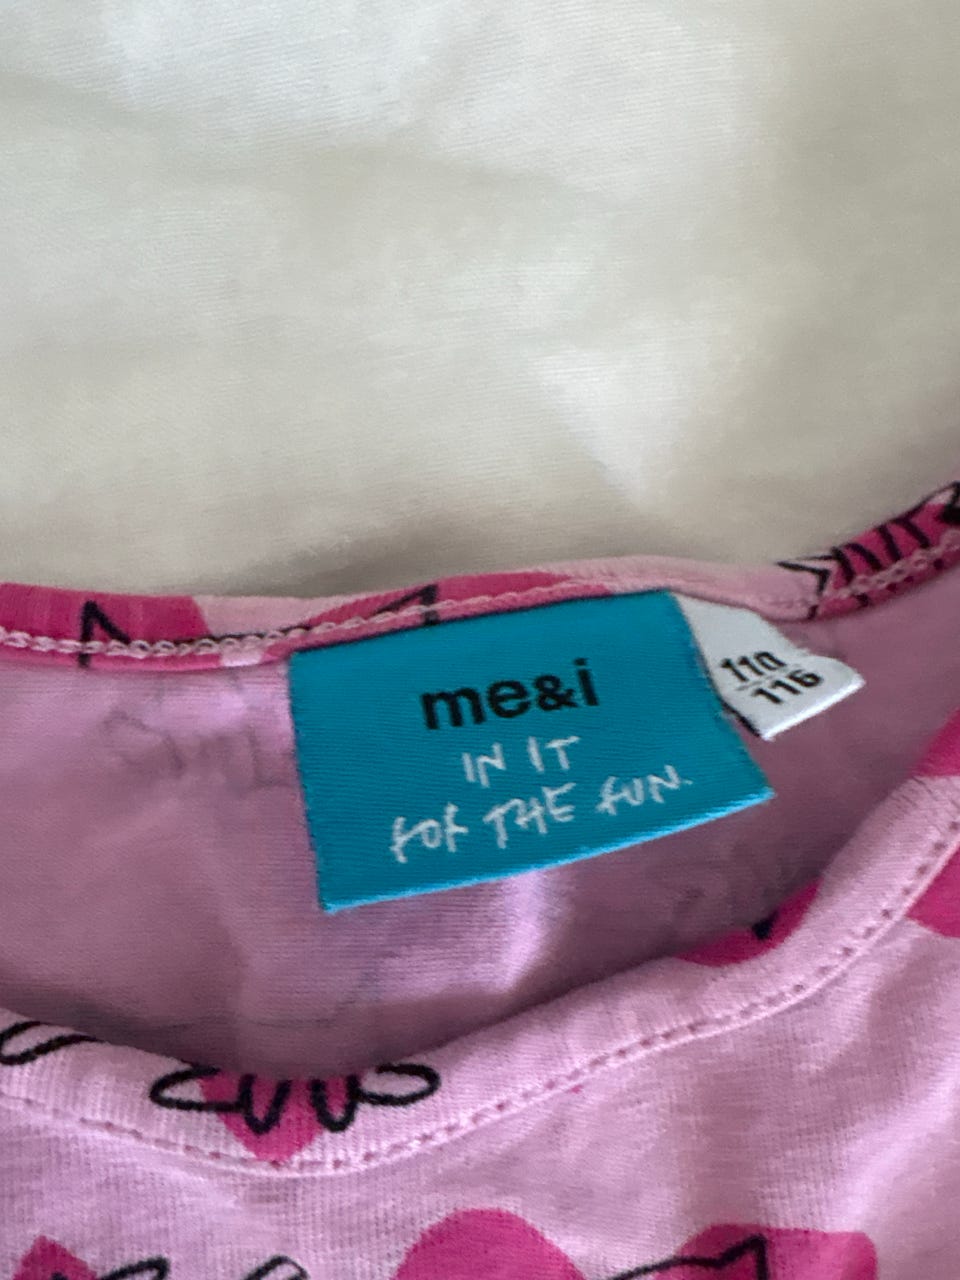 me&i
IN IT
FOR THE FUN.
110
116